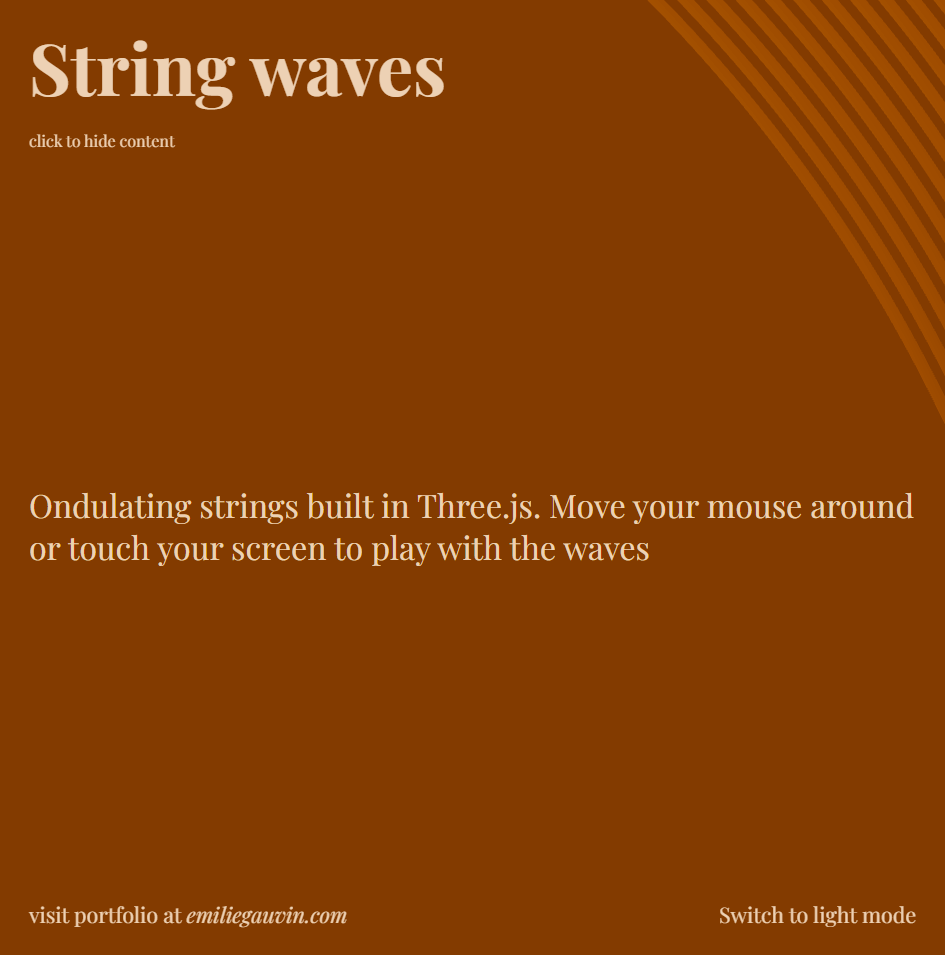 String waves
click to hide content
Ondulating strings built in Three.js. Move your mouse around
or touch your screen to play with the waves
visit portfolio at emiliegauvin.com
Switch to light mode